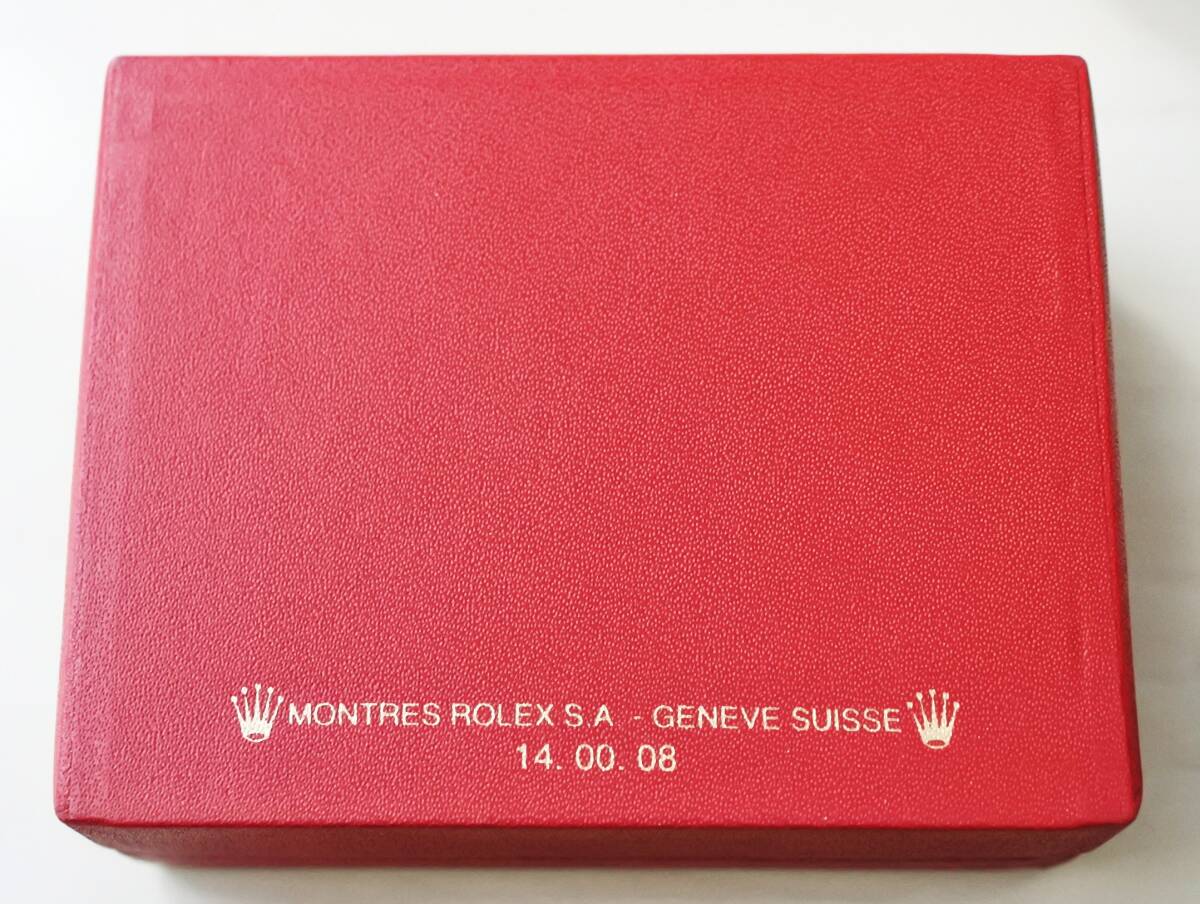 MONTRES ROLEX S.A - GENEVE SUISSE
14. 00. 08